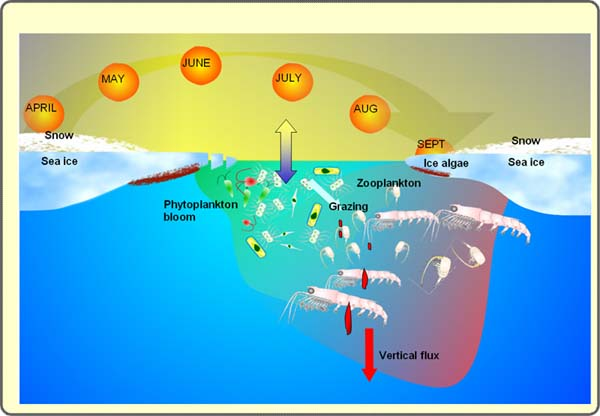 JUNE
MAY
JULY
APRIL
AUG
SEPT
Snow
Snow
Sea ice
Ice algae
Sea ice
Zooplankton
Phytoplankton
bloom
Grazing
Vertical flux